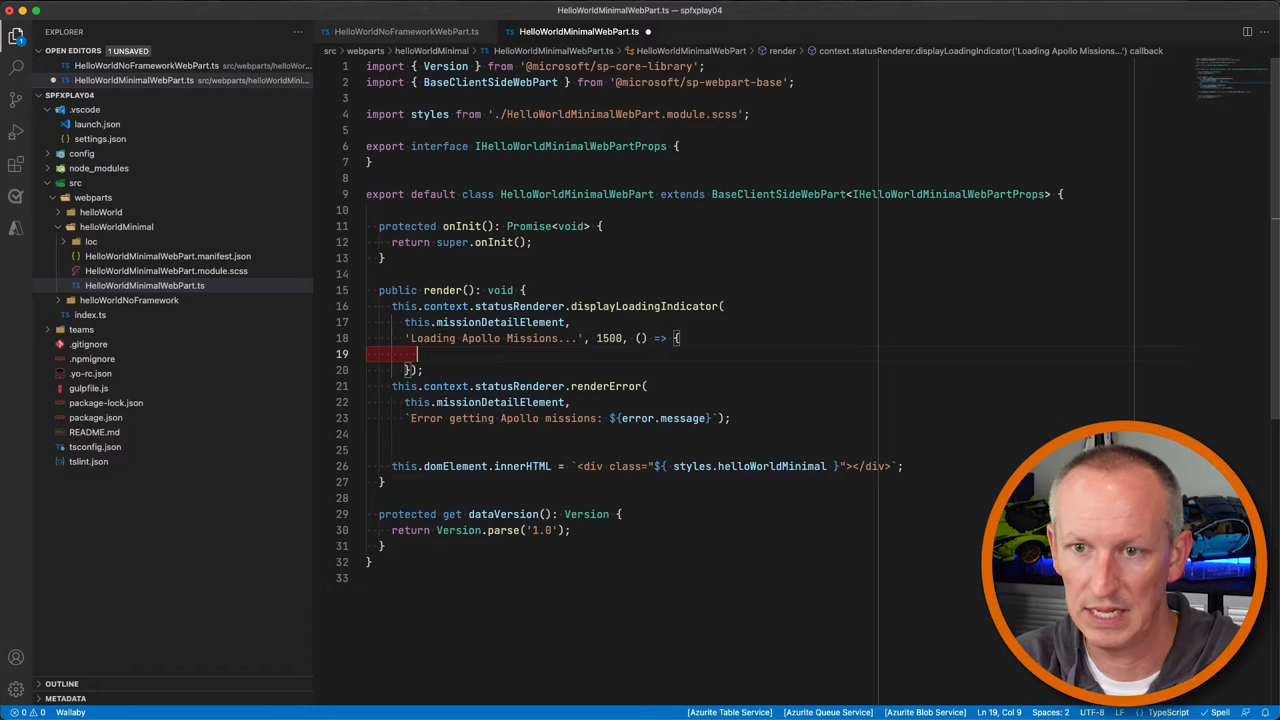 HelloWorldMinimalWebPart.ts — spfxplay04
EXPLORER
HelloWorldNoFrameworkWebPart.ts
HelloWorldMinimalWebPart.ts
OPEN EDITORS 1 UNSAVED
HelloWorldNoFrameworkWebPart.ts src/webparts/helloWor...
HelloWorldMinimalWebPart.ts src/webparts/helloWorldMini...
SPFXPLAY04
.vscode
launch.json
settings.json
config
node_modules
src
webparts
helloWorld
helloWorldMinimal
loc
HelloWorldMinimalWebPart.manifest.json
HelloWorldMinimalWebPart.module.scss
HelloWorldMinimalWebPart.ts
helloWorldNoFramework
index.ts
teams
.gitignore
.npmignore
.yo-rc.json
gulpfile.js
package-lock.json
package.json
README.md
tsconfig.json
tslint.json
OUTLINE
METADATA
src > webparts > helloWorldMinimal > HelloWorldMinimalWebPart.ts > HelloWorldMinimalWebPart > render > context.statusRenderer.displayLoadingIndicator('Loading Apollo Missions...') callback
1 import { Version } from '@microsoft/sp-core-library';
2 import { BaseClientSideWebPart } from '@microsoft/sp-webpart-base';
3
4 import styles from './HelloWorldMinimalWebPart.module.scss';
5
6 export interface IHelloWorldMinimalWebPartProps {
7 }
8
9 export default class HelloWorldMinimalWebPart extends BaseClientSideWebPart<IHelloWorldMinimalWebPartProps> {
10
11 protected onInit(): Promise<void> {
12 return super.onInit();
13 }
14
15 public render(): void {
16 this.context.statusRenderer.displayLoadingIndicator(
17 this.missionDetailElement,
18 'Loading Apollo Missions...', 1500, () => {
19
20 });
21 this.context.statusRenderer.renderError(
22 this.missionDetailElement,
23 `Error getting Apollo missions: ${error.message}`);
24
25
26 this.domElement.innerHTML = `<div class="${ styles.helloWorldMinimal }"></div>`;
27 }
28
29 protected get dataVersion(): Version {
30 return Version.parse('1.0');
31 }
32 }
33
0 0 Wallaby [Azurite Table Service] [Azurite Queue Service] [Azurite Blob Service] Ln 19, Col 9 Spaces: 2 UTF-8 LF TypeScript Spell